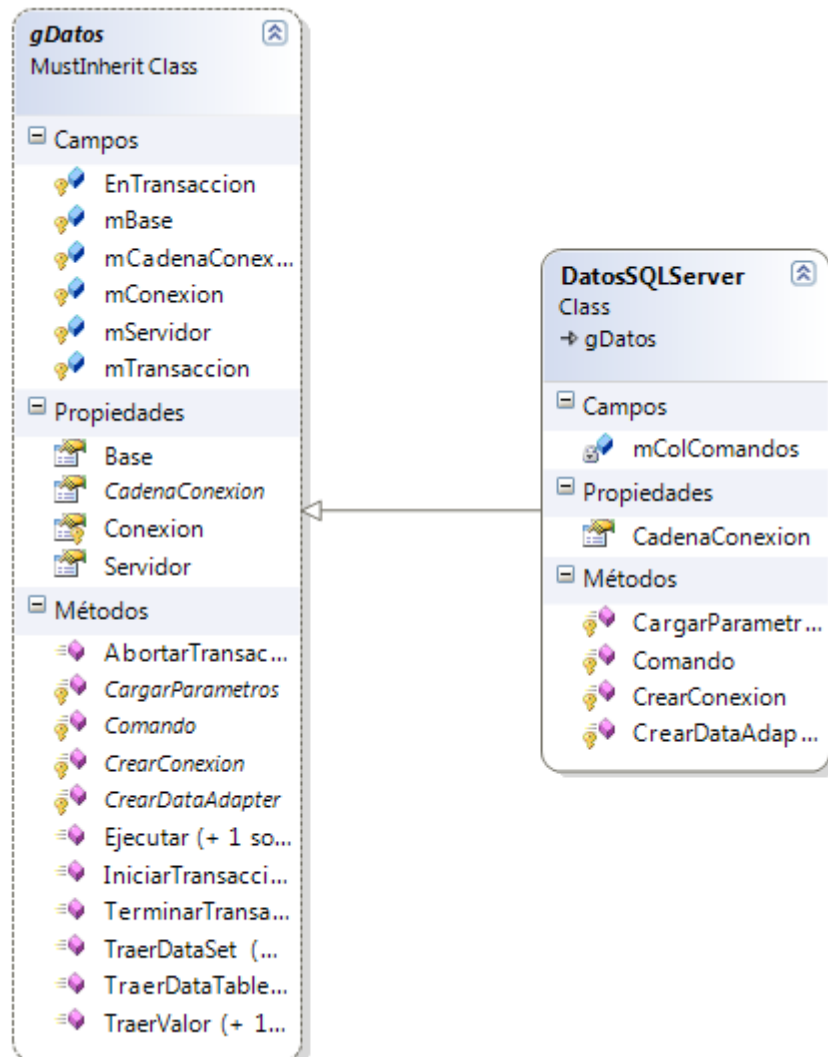 gDatos
MustInherit Class
Campos
EnTransaccion
mBase
mCadenaConex...
mConexion
mServidor
mTransaccion
Propiedades
Base
CadenaConexion
Conexion
Servidor
Métodos
AbortarTransac...
CargarParametros
Comando
CrearConexion
CrearDataAdapter
Ejecutar (+ 1 so...
IniciarTransacci...
TerminarTransa...
TraerDataSet (...
TraerDataTable...
TraerValor (+ 1...
DatosSQLServer
Class
gDatos
Campos
mColComandos
Propiedades
CadenaConexion
Métodos
CargarParametr...
Comando
CrearConexion
CrearDataAdap...